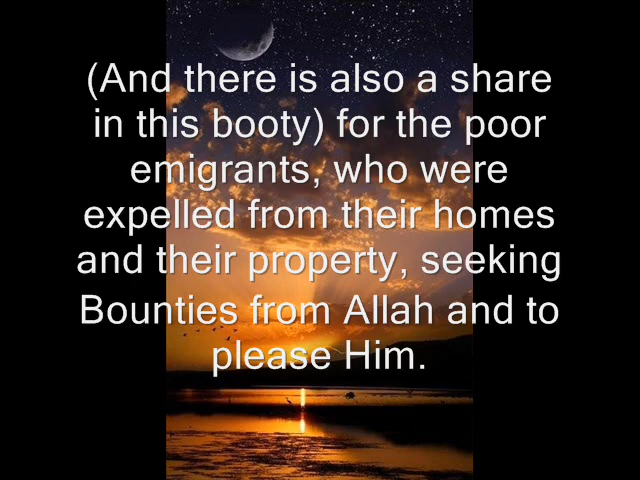 (And there is also a share
in this booty) for the poor
emigrants, who were
expelled from their homes
and their property, seeking
Bounties from Allah and to
please Him.